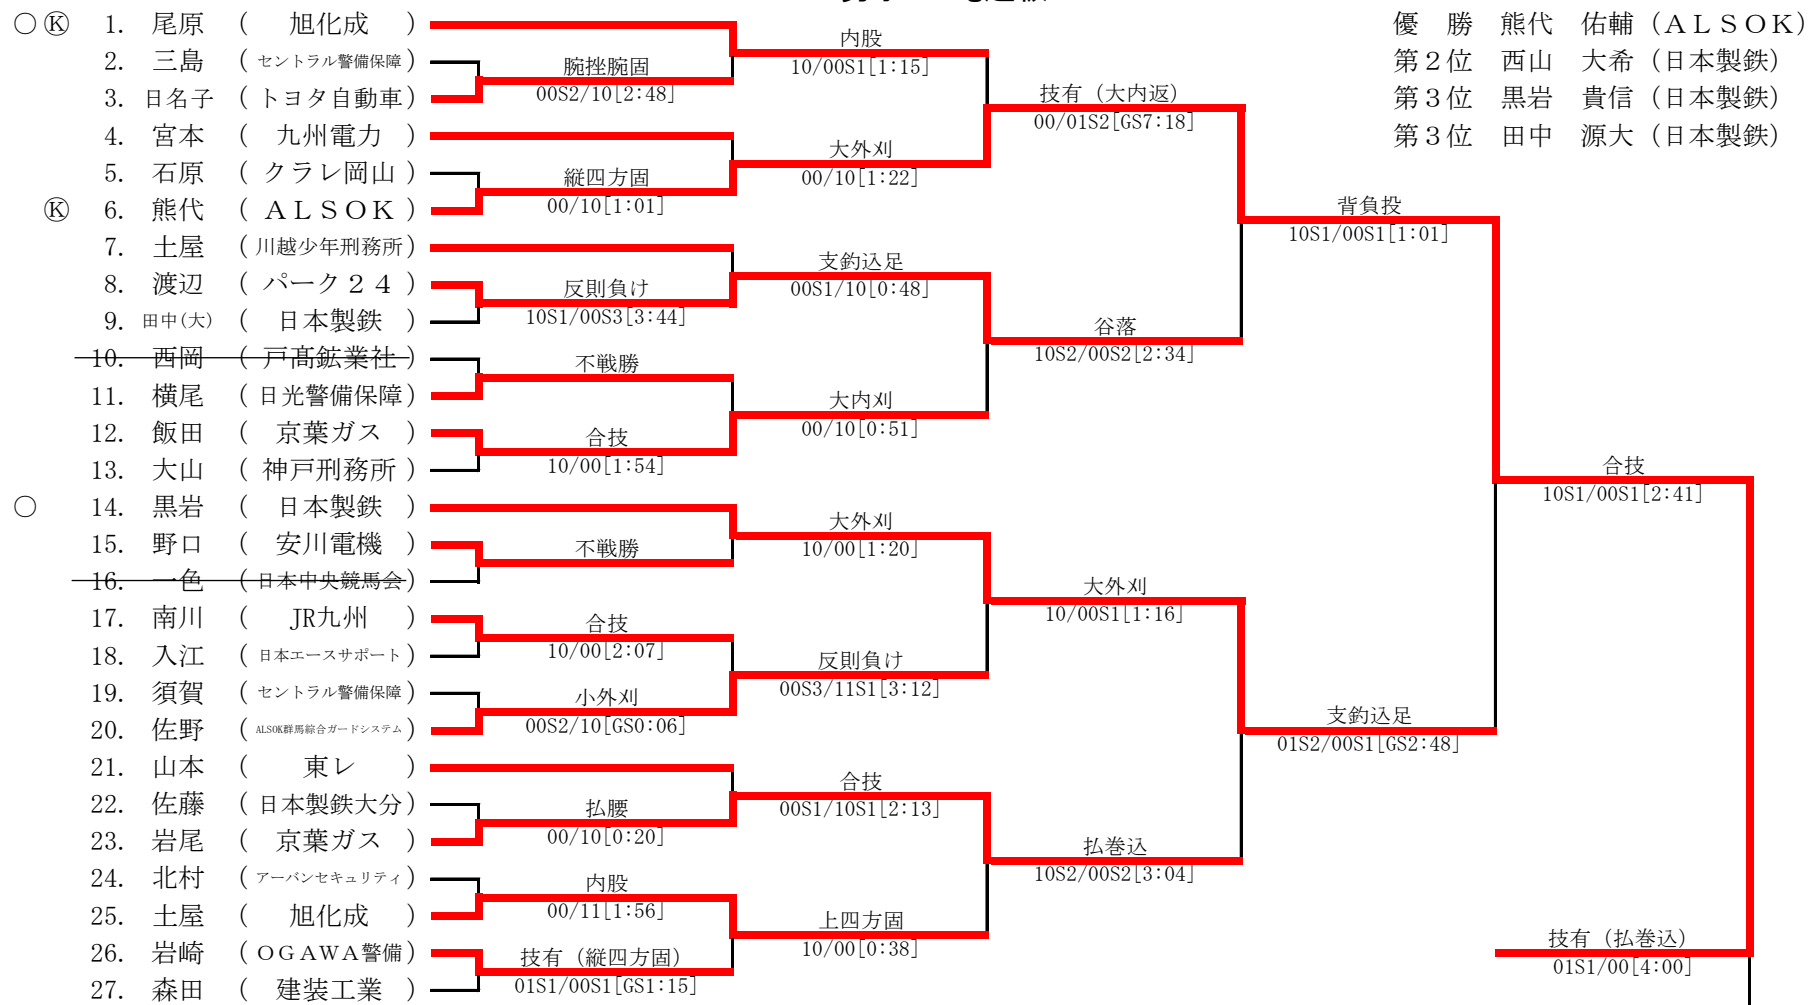 優　勝　熊代　佑輔（ＡＬＳＯＫ）
第２位　西山　大希（日本製鉄）
第３位　黒岩　貴信（日本製鉄）
第３位　田中　源大（日本製鉄）
○ Ⓚ 1. 尾原 （ 旭化成 ）
2. 三島 （ セントラル警備保障 ）
3. 日名子 （ トヨタ自動車 ）
4. 宮本 （ 九州電力 ）
5. 石原 （ クラレ岡山 ）
Ⓚ 6. 熊代 （ ＡＬＳＯＫ ）
7. 土屋 （ 川越少年刑務所 ）
8. 渡辺 （ パーク２４ ）
9. 田中(大) （ 日本製鉄 ）
10. 西岡 （ 戸髙鉱業社 ）
11. 横尾 （ 日光警備保障 ）
12. 飯田 （ 京葉ガス ）
13. 大山 （ 神戸刑務所 ）
○ 14. 黒岩 （ 日本製鉄 ）
15. 野口 （ 安川電機 ）
16. 一色 （ 日本中央競馬会 ）
17. 南川 （ JR九州 ）
18. 入江 （ 日本エースサポート ）
19. 須賀 （ セントラル警備保障 ）
20. 佐野 （ ALSOK群馬綜合ガードシステム ）
21. 山本 （ 東レ ）
22. 佐藤 （ 日本製鉄大分 ）
23. 岩尾 （ 京葉ガス ）
24. 北村 （ アーバンセキュリティ ）
25. 土屋 （ 旭化成 ）
26. 岩崎 （ ＯＧＡＷＡ警備 ）
27. 森田 （ 建装工業 ）
腕挫腕固
00S2/10[2:48]
縦四方固
00/10[1:01]
反則負け
10S1/00S3[3:44]
不戦勝
合技
10/00[1:54]
不戦勝
合技
10/00[2:07]
小外刈
00S2/10[GS0:06]
払腰
00/10[0:20]
内股
00/11[1:56]
技有（縦四方固）
01S1/00S1[GS1:15]
内股
10/00S1[1:15]
大外刈
00/10[1:22]
支釣込足
00S1/10[0:48]
大内刈
00/10[0:51]
大外刈
10/00[1:20]
反則負け
00S3/11S1[3:12]
合技
00S1/10S1[2:13]
上四方固
10/00[0:38]
技有（大内返）
00/01S2[GS7:18]
谷落
10S2/00S2[2:34]
大外刈
10/00S1[1:16]
払巻込
10S2/00S2[3:04]
背負投
10S1/00S1[1:01]
支釣込足
01S2/00S1[GS2:48]
合技
10S1/00S1[2:41]
技有（払巻込）
01S1/00[4:00]